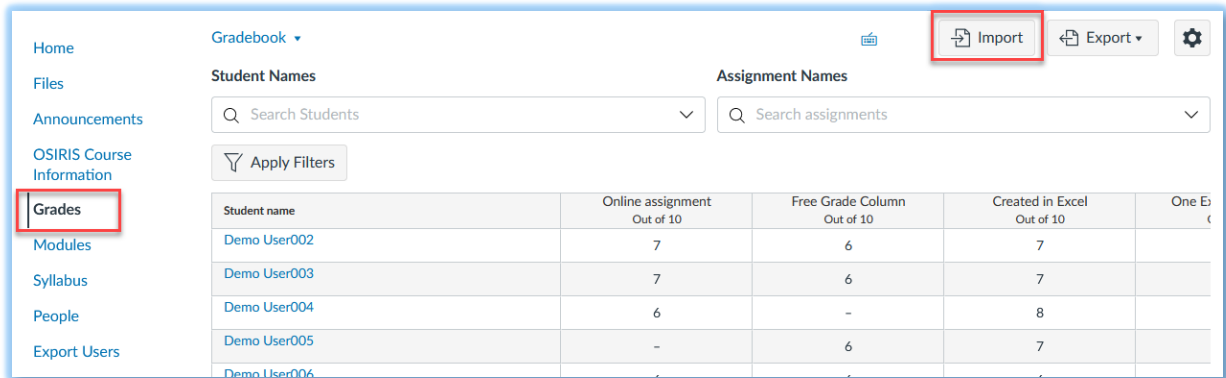 Home
Files
Announcements
OSIRIS Course
Information
Grades
Modules
Syllabus
People
Export Users
Gradebook
Import
Export
Student Names
Assignment Names
Search Students
Search assignments
Apply Filters
Student name Online assignment Free Grade Column Created in Excel One
Out of 10 Out of 10 Out of 10
Demo User002 7 6 7
Demo User003 7 6 7
Demo User004 6 – 8
Demo User005 – 6 7
Demo User006